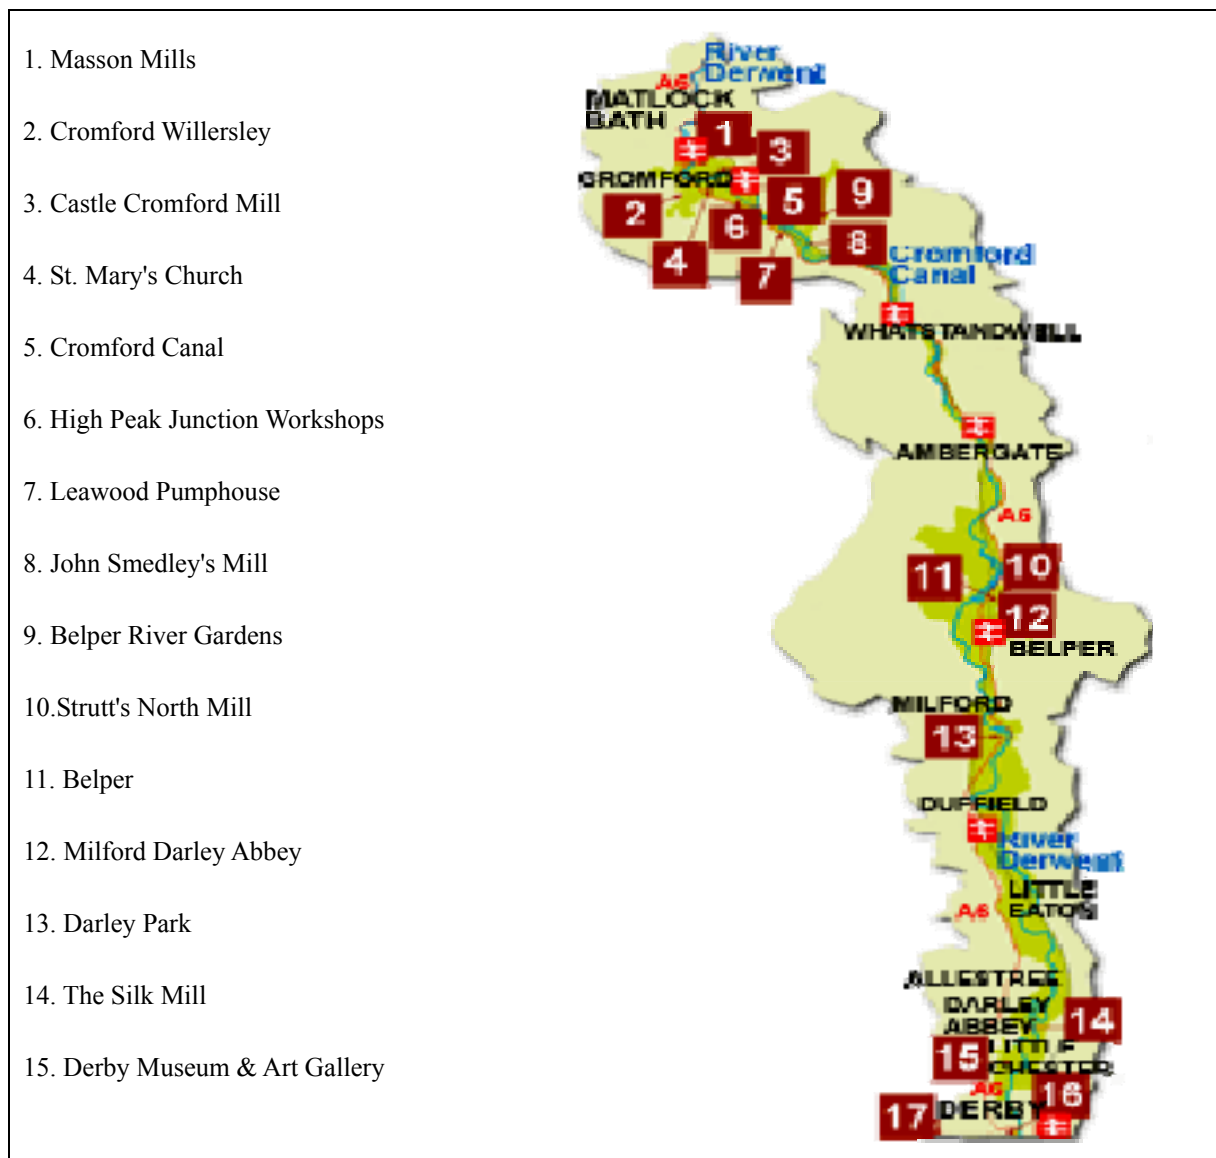 1. Masson Mills
2. Cromford Willersley
3. Castle Cromford Mill
4. St. Mary's Church
5. Cromford Canal
6. High Peak Junction Workshops
7. Leawood Pumphouse
8. John Smedley's Mill
9. Belper River Gardens
10.Strutt's North Mill
11. Belper
12. Milford Darley Abbey
13. Darley Park
14. The Silk Mill
15. Derby Museum & Art Gallery
River
Derwent
A6
MATLOCK
BATH
1
3
CROMFORD
2
5
9
6
8
4
7
Cromford
Canal
WHATSTANDWELL
AMBERGATE
A6
11
10
12
BELPER
MILFORD
13
DUFFIELD
River
Derwent
LITTLE
EATON
A6
ALLESTREE
DARLEY
ABBEY
14
LITTLE
CHESTER
15
A6
16
DERBY
17